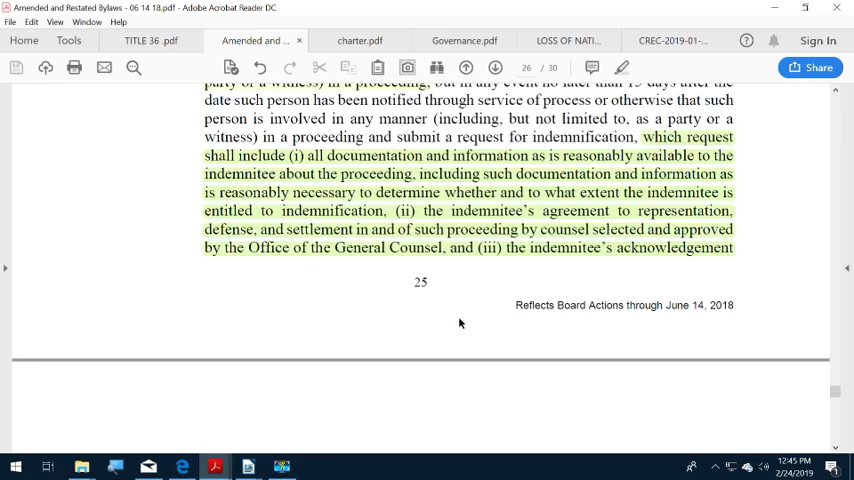 Amended and Restated Bylaws - 06 14 18.pdf - Adobe Acrobat Reader DC
File Edit View Window Help
Home Tools TITLE 36 .pdf Amended and ... × charter.pdf Governance.pdf LOSS OF NATI... CREC-2019-01-... Sign In
26 / 30 Share
party or a witness) in a proceeding, but in any event no later than 15 days after the
date such person has been notified through service of process or otherwise that such
person is involved in any manner (including, but not limited to, as a party or a
witness) in a proceeding and submit a request for indemnification, which request
shall include (i) all documentation and information as is reasonably available to the
indemnitee about the proceeding, including such documentation and information as
is reasonably necessary to determine whether and to what extent the indemnitee is
entitled to indemnification, (ii) the indemnitee's agreement to representation,
defense, and settlement in and of such proceeding by counsel selected and approved
by the Office of the General Counsel, and (iii) the indemnitee's acknowledgement
25
Reflects Board Actions through June 14, 2018
12:45 PM
2/24/2019